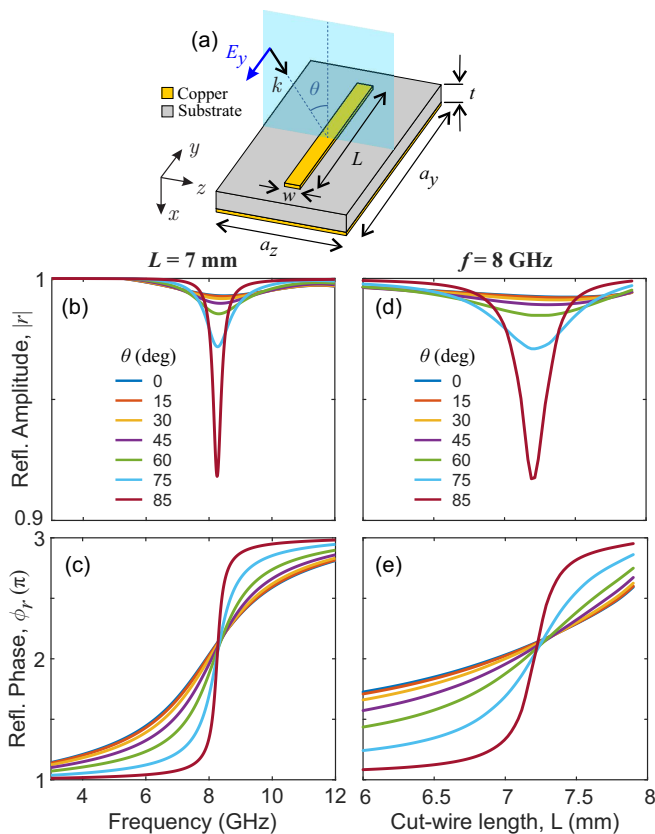 (a)
E_y
k
θ
Copper
Substrate
t
L
w
a_y
a_z
y
z
x
L = 7 mm
f = 8 GHz
(b)
(d)
1
0.9
Refl. Amplitude, |r|
θ (deg)
0
15
30
45
60
75
85
θ (deg)
0
15
30
45
60
75
85
(c)
(e)
3
2
1
Refl. Phase, ϕ_r (π)
4 6 8 10 12
6 6.5 7 7.5 8
Frequency (GHz)
Cut-wire length, L (mm)